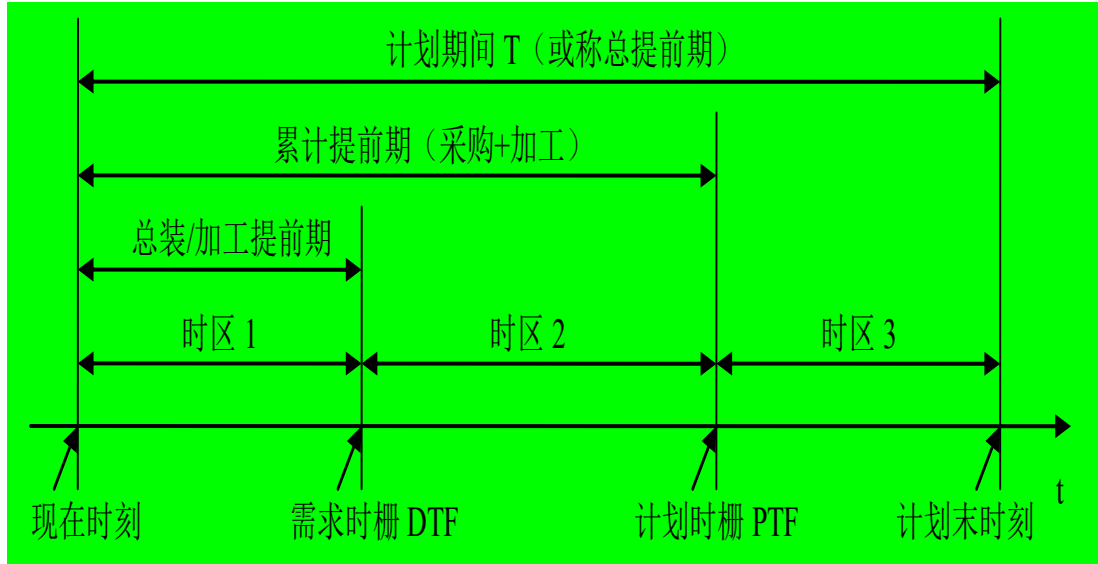 计划期间 T（或称总提前期）
累计提前期（采购+加工）
总装/加工提前期
时区 1
时区 2
时区 3
t
现在时刻
需求时栅 DTF
计划时栅 PTF
计划末时刻